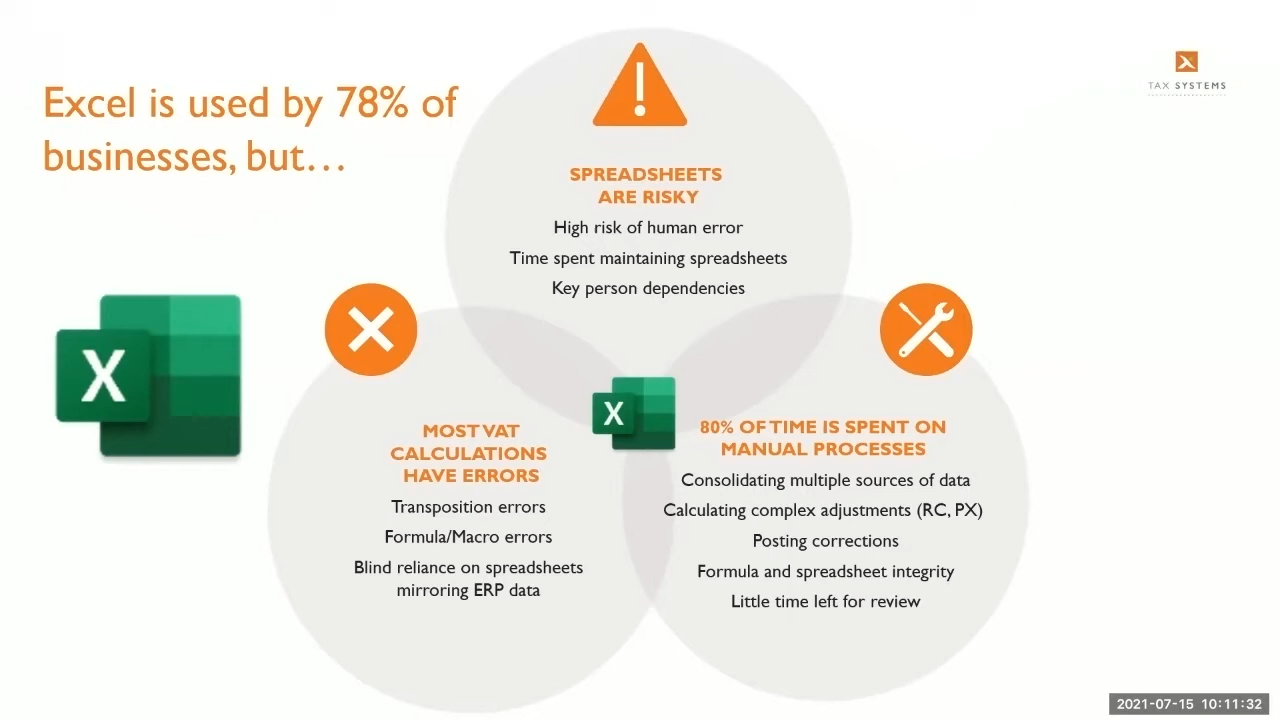 Excel is used by 78% of
businesses, but...
TAX SYSTEMS
SPREADSHEETS
ARE RISKY
High risk of human error
Time spent maintaining spreadsheets
Key person dependencies
X
X
MOST VAT
CALCULATIONS
HAVE ERRORS
Transposition errors
Formula/Macro errors
Blind reliance on spreadsheets
mirroring ERP data
80% OF TIME IS SPENT ON
MANUAL PROCESSES
Consolidating multiple sources of data
Calculating complex adjustments (RC, PX)
Posting corrections
Formula and spreadsheet integrity
Little time left for review
2021-07-15 10:11:32